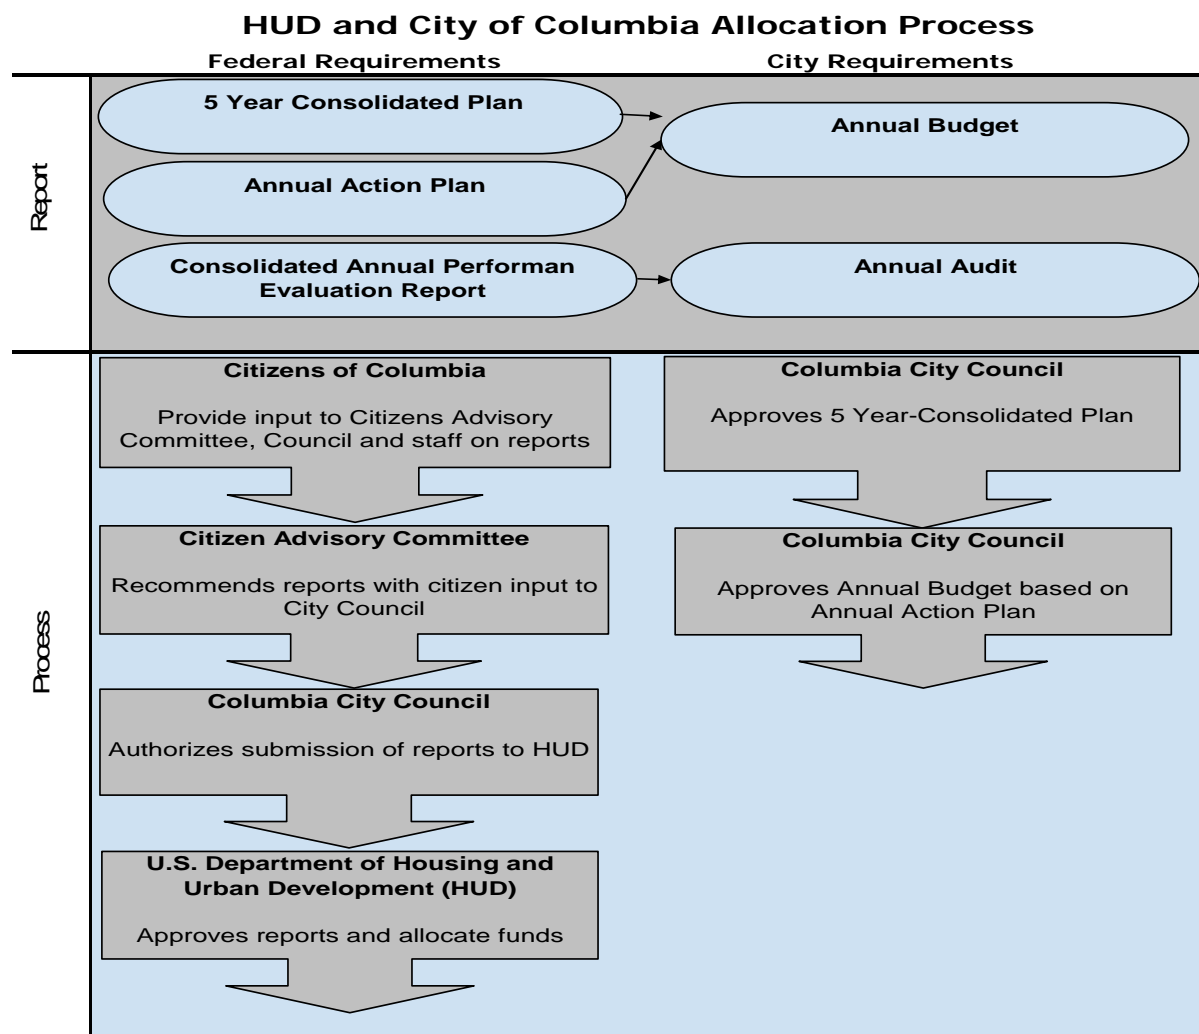 HUD and City of Columbia Allocation Process
Federal Requirements
City Requirements
Report
5 Year Consolidated Plan
Annual Budget
Annual Action Plan
Consolidated Annual Performan
Evaluation Report
Annual Audit
Process
Citizens of Columbia
Provide input to Citizens Advisory
Committee, Council and staff on reports
Citizen Advisory Committee
Recommends reports with citizen input to
City Council
Columbia City Council
Authorizes submission of reports to HUD
U.S. Department of Housing and
Urban Development (HUD)
Approves reports and allocate funds
Columbia City Council
Approves 5 Year-Consolidated Plan
Columbia City Council
Approves Annual Budget based on
Annual Action Plan